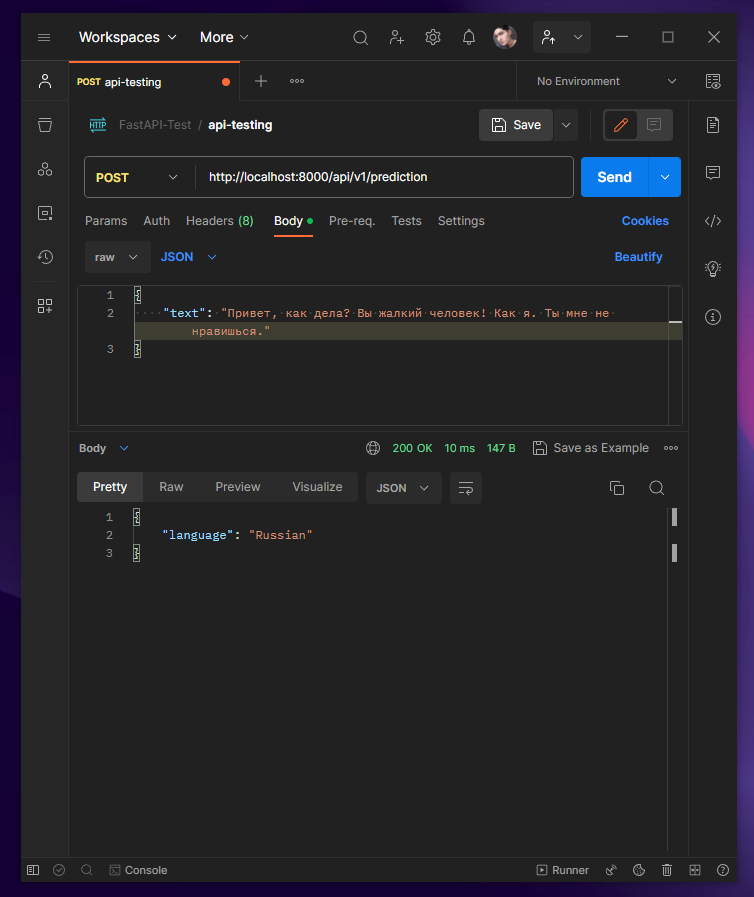 Workspaces More
POST api-testing
No Environment
HTTP FastAPI-Test / api-testing
Save
POST http://localhost:8000/api/v1/prediction
Send
Params Auth Headers (8) Body Pre-req. Tests Settings
Cookies
raw JSON
Beautify
1 {
2 "text": "Привет, как дела? Вы жалкий человек! Как я. Ты мне не
нравишься."
3 }
Body 200 OK 10 ms 147 B Save as Example
Pretty Raw Preview Visualize JSON
1 {
2 "language": "Russian"
3 }
Console Runner